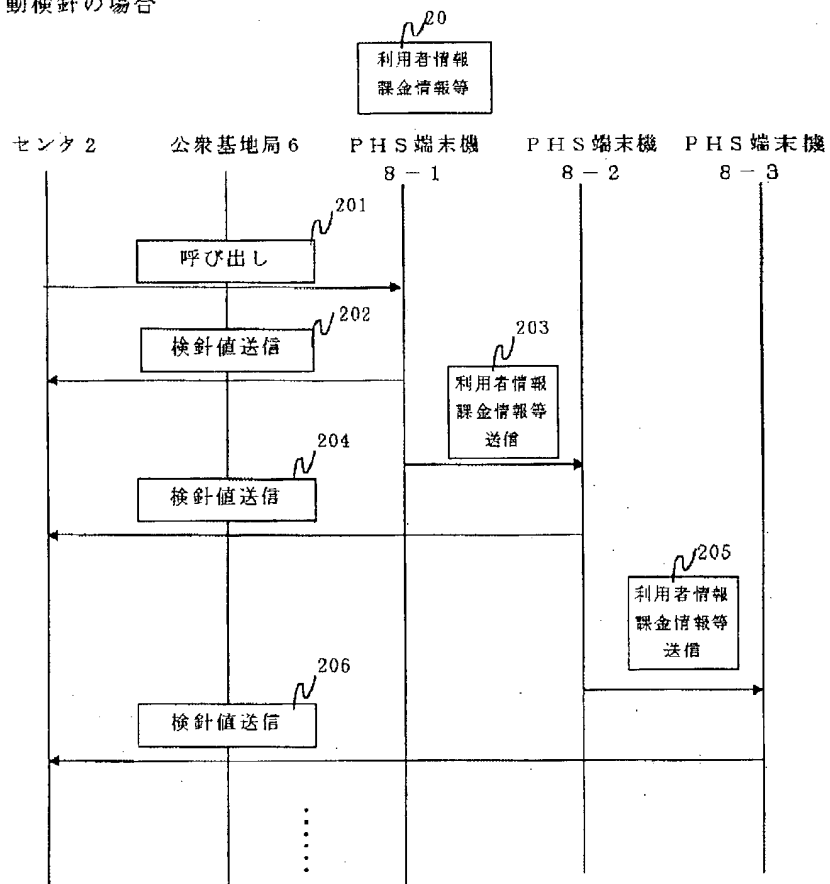 動検針の場合
20
利用者情報
課金情報等
センタ2 公衆基地局6 PHS端末機 PHS端末機 PHS端末機
8-1 8-2 8-3
201
呼び出し
202
検針値送信
203
利用者情報
課金情報等
送信
204
検針値送信
205
利用者情報
課金情報等
送信
206
検針値送信